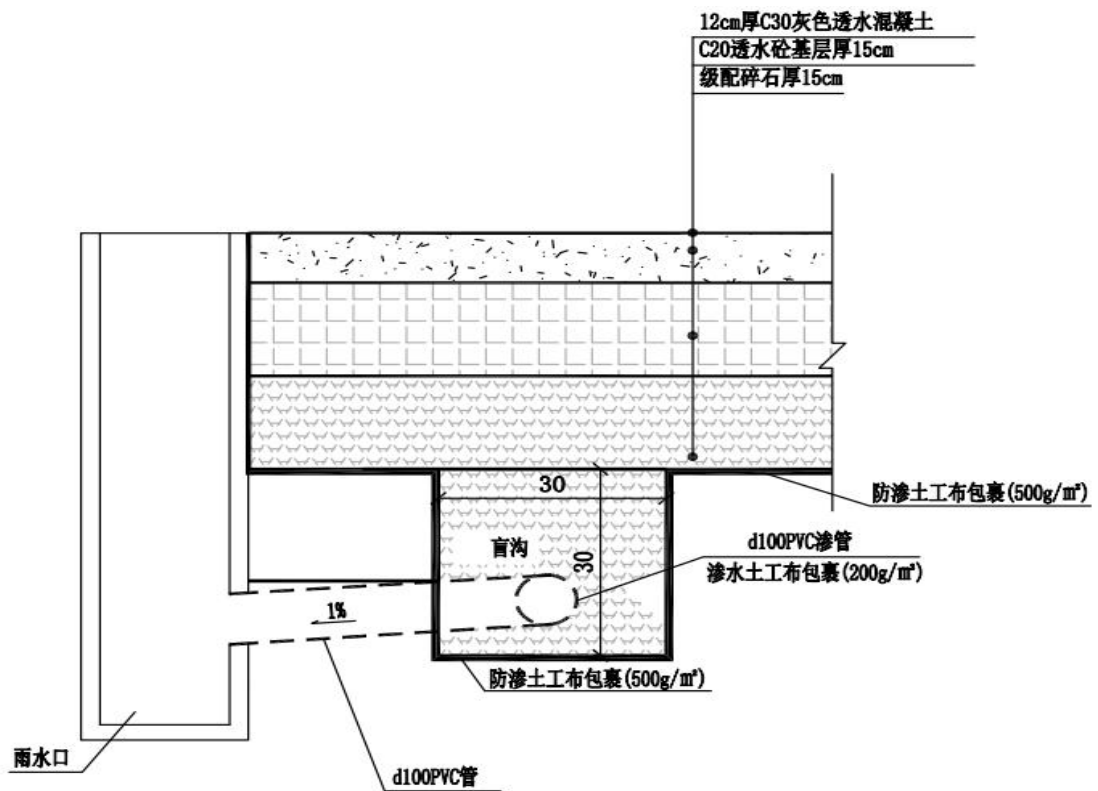 12cm厚C30灰色透水混凝土
C20透水砼基层厚15cm
级配碎石厚15cm
30
防渗土工布包裹(500g/m²)
盲沟
30
d100PVC渗管
渗水土工布包裹(200g/m²)
1%
防渗土工布包裹(500g/m²)
雨水口
d100PVC管